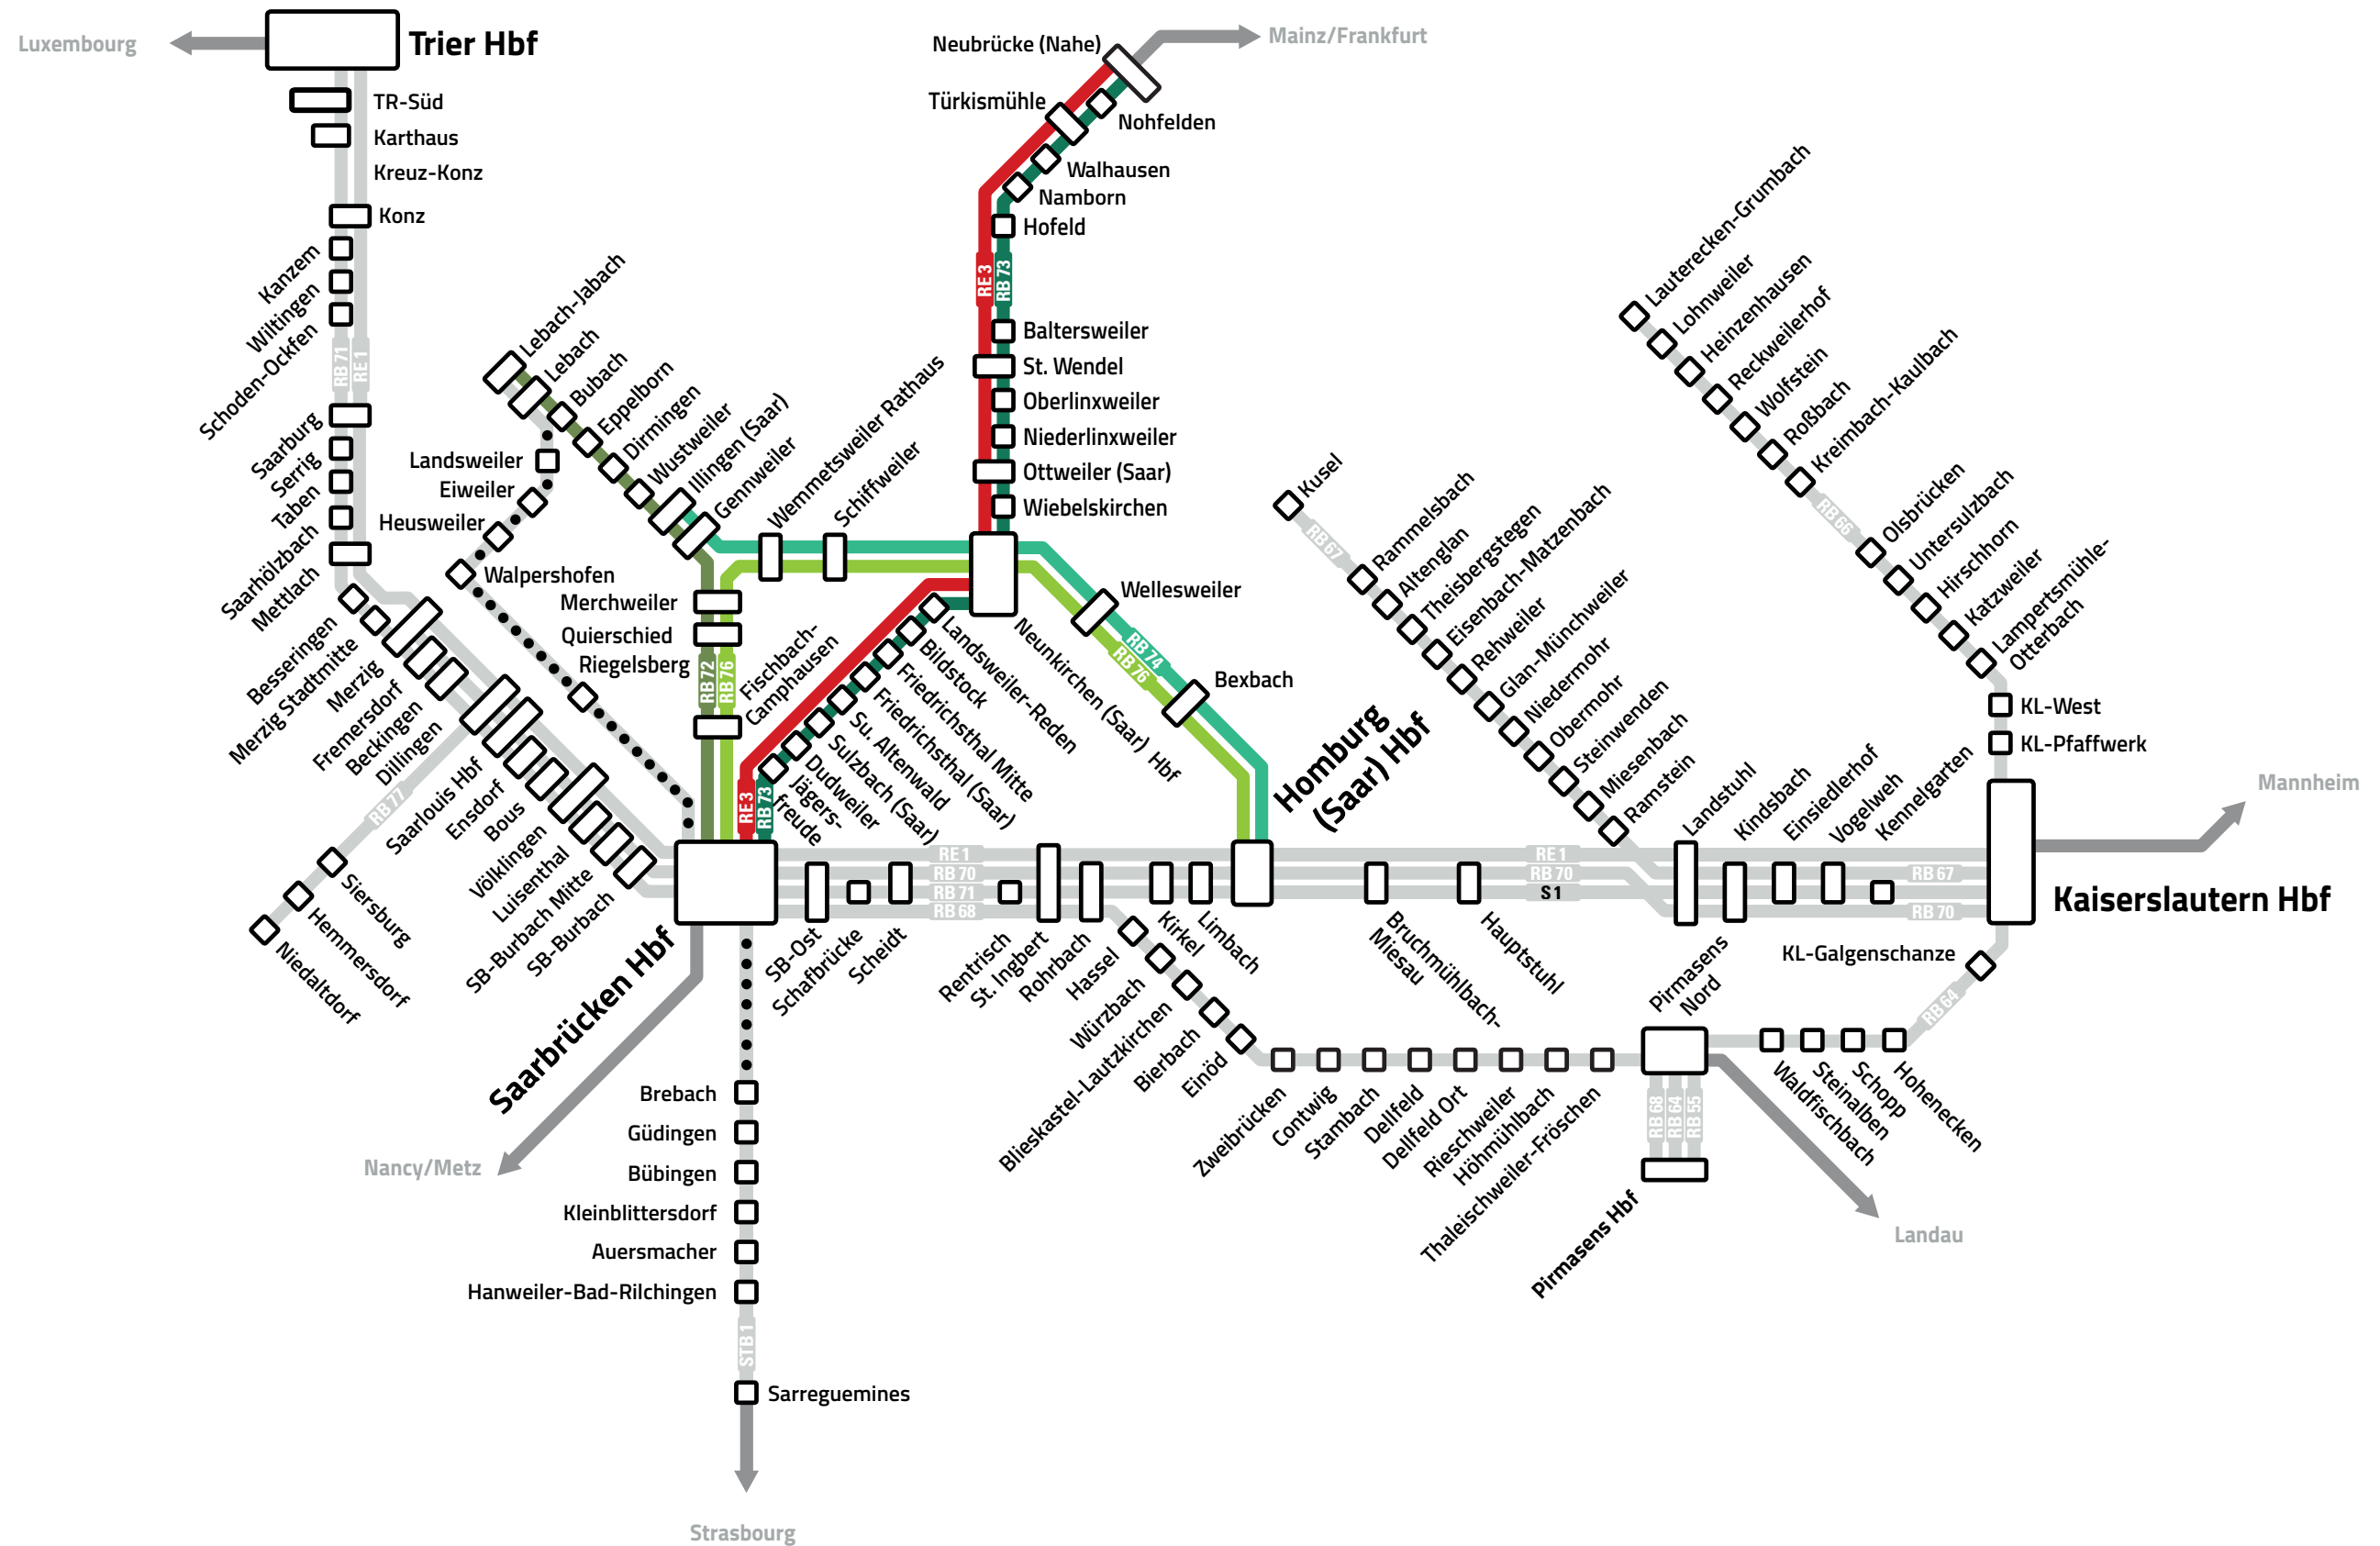 Luxembourg
Trier Hbf
Mainz/Frankfurt
Neubrücke (Nahe)
TR-Süd
Türkismühle
Nohfelden
Karthaus
Kreuz-Konz
Walhausen
Namborn
Konz
Hofeld
Kanzem
Wiltingen
Schoden-Ockfen
RB 71
RE 1
RE 3
RB 73
Baltersweiler
St. Wendel
Oberlinxweiler
Niederlinxweiler
Ottweiler (Saar)
Wiebelskirchen
Saarburg
Serrig
Taben
Saarhölzbach
Mettlach
Besseringen
Merzig Stadtmitte
Merzig
Fremersdorf
Beckingen
Dillingen
Saarlouis Hbf
Ensdorf
Bous
Völklingen
Luisenthal
SB-Burbach Mitte
SB-Burbach
RB 77
Siersburg
Hemmersdorf
Niedaltdorf
Lebach-Jabach
Lebach
Bubach
Eppelborn
Dirmingen
Wustweiler
Illingen (Saar)
Gennweiler
Wemmetsweiler Rathaus
Schiffweiler
Landsweiler
Eiweiler
Heusweiler
Walpershofen
Merchweiler
Quierschied
Riegelsberg
RB 72
RB 76
Fischbach-
Camphausen
RE3
RB 73
Landsweiler-Reden
Bildstock
Friedrichsthal Mitte
Friedrichsthal (Saar)
Su. Altenwald
Sulzbach (Saar)
Dudweiler
Jägers-
freude
Neunkirchen (Saar) Hbf
Wellesweiler
RB 74
RB 76
Bexbach
Homburg
(Saar) Hbf
Kusel
RB 67
Rammelsbach
Altenglan
Theisbergstegen
Eisenbach-Matzenbach
Rehweiler
Glan-Münchweiler
Niedermohr
Obermohr
Steinwenden
Miesenbach
Ramstein
Lauterecken-Grumbach
Lohnweiler
Heinzenhausen
Reckweilerhof
Wolfstein
Roßbach
Kreimbach-Kaulbach
RB 66
Olsbrücken
Untersulzbach
Hirschhorn
Katzweiler
Lampertsmühle-
Otterbach
KL-West
KL-Pfaffwerk
Mannheim
Landstuhl
Kindsbach
Einsiedlerhof
Vogelweh
Kennelgarten
Kaiserslautern Hbf
RE 1
RB 70
RB 71
RB 68
RE 1
RB 70
S 1
RB 67
RB 70
Saarbrücken Hbf
SB-Ost
Schafbrücke
Scheidt
Rentrisch
St. Ingbert
Rohrbach
Hassel
Kirkel
Limbach
Bruchmühlbach-
Miesau
Hauptstuhl
Würzbach
Blieskastel-Lautzkirchen
Bierbach
Einöd
Zweibrücken
Contwig
Stambach
Dellfeld
Dellfeld Ort
Rieschweiler
Höhmühlbach
Thaleischweiler-Fröschen
Pirmasens
Nord
RB 68
RB 64
RB 55
Pirmasens Hbf
KL-Galgenschanze
RB 64
Waldfischbach
Steinalben
Schopp
Hohenecken
Landau
Nancy/Metz
Brebach
Güdingen
Bübingen
Kleinblittersdorf
Auersmacher
Hanweiler-Bad-Rilchingen
STB 1
Sarreguemines
Strasbourg